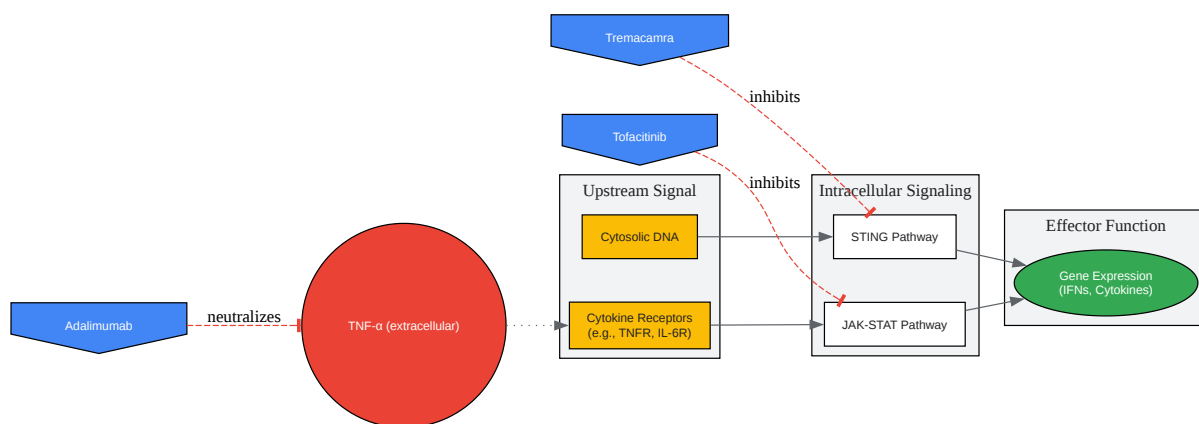 Tremacamra
inhibits
Tofacitinib
inhibits
Upstream Signal
Intracellular Signaling
Effector Function
Cytosolic DNA
STING Pathway
Gene Expression
(IFNs, Cytokines)
Adalimumab
neutralizes
TNF-α (extracellular)
Cytokine Receptors
(e.g., TNFR, IL-6R)
JAK-STAT Pathway